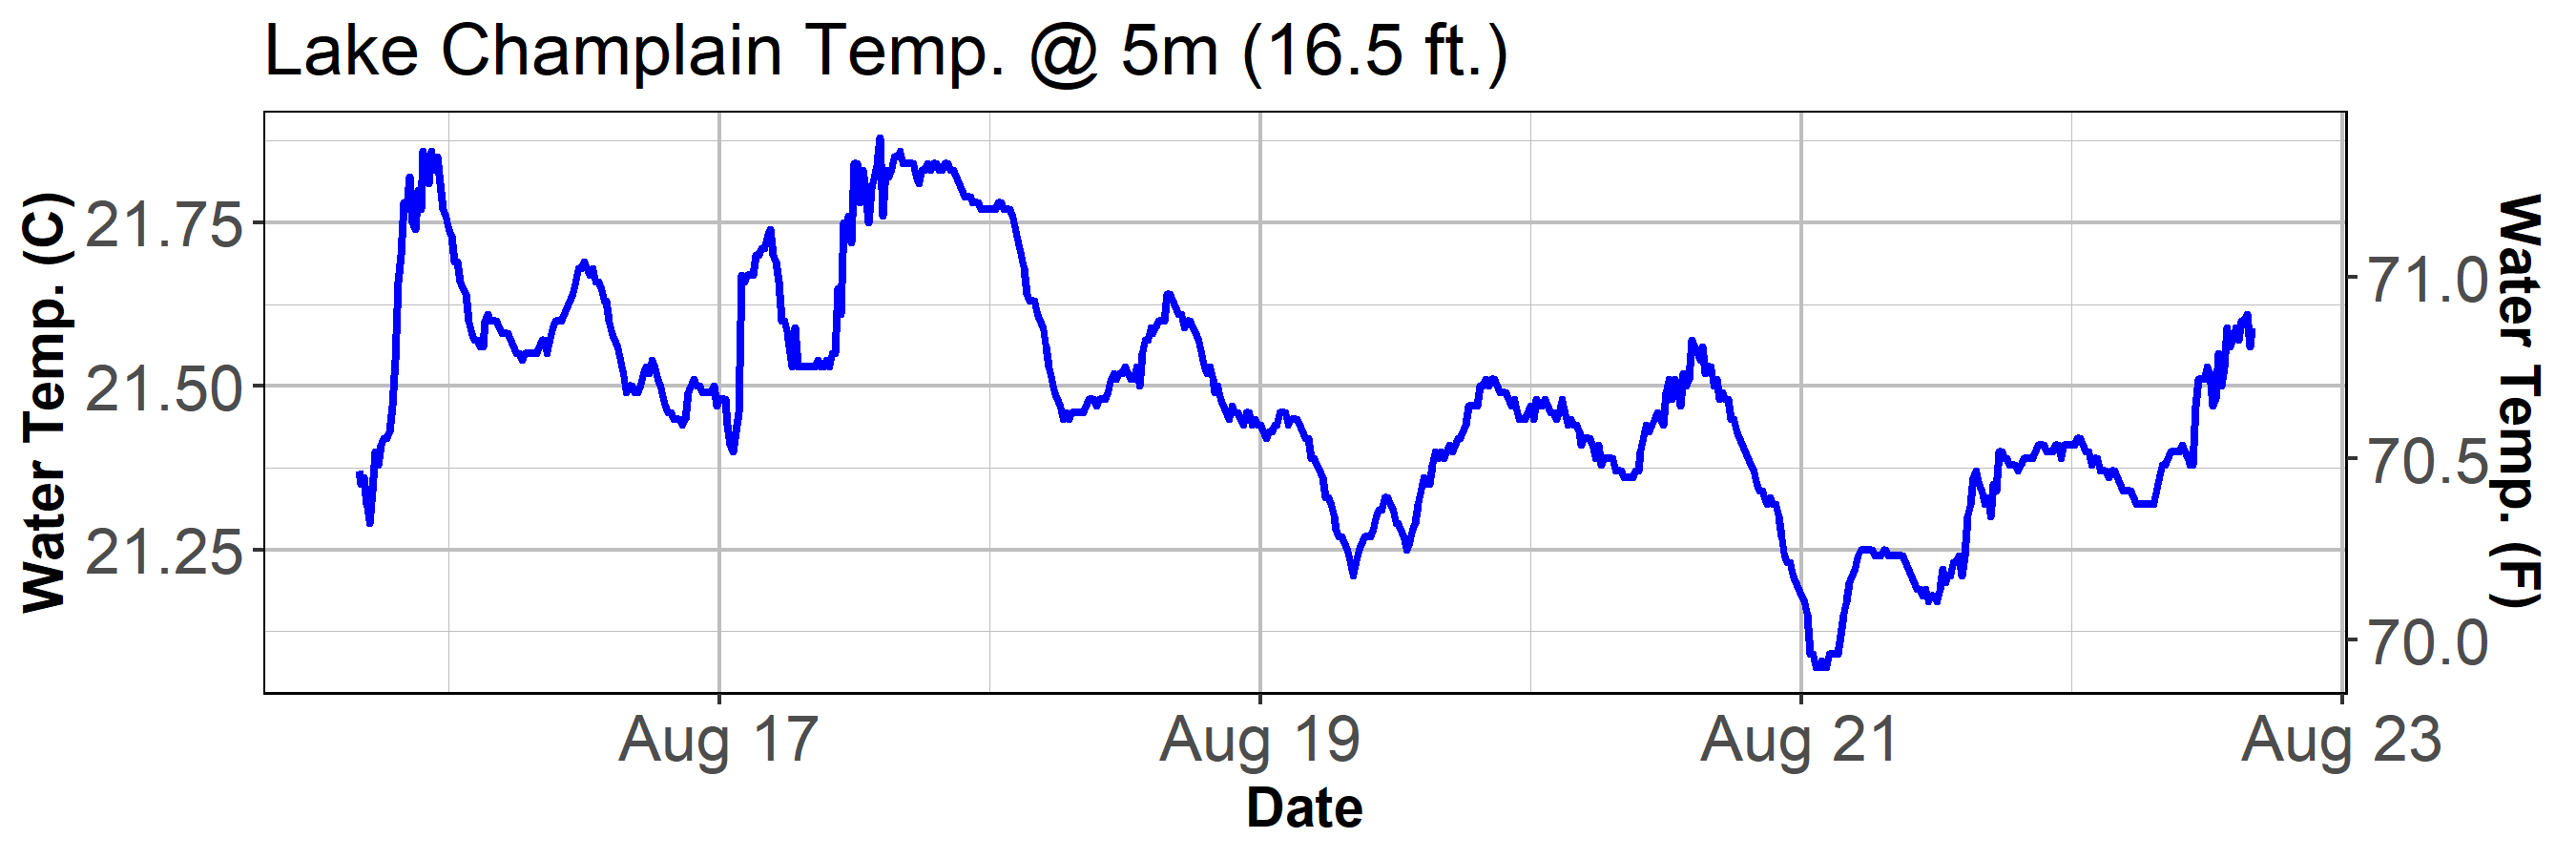 Lake Champlain Temp. @ 5m (16.5 ft.)
Water Temp. (C)
21.75
21.50
21.25
71.0
70.5
70.0
Water Temp. (F)
Aug 17
Aug 19
Aug 21
Aug 23
Date